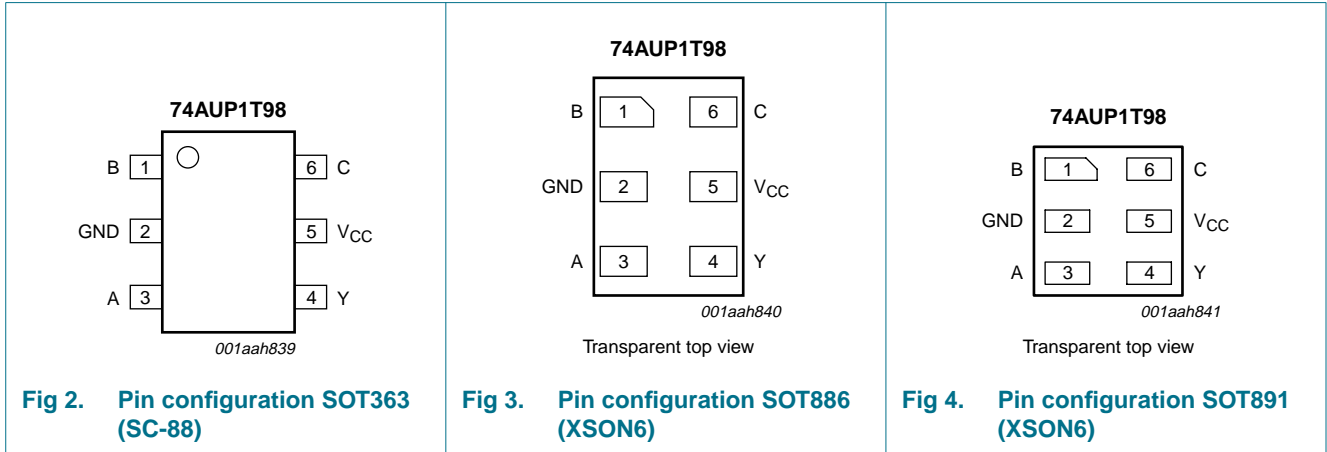 74AUP1T98
B 1 6 C
GND 2 5 VCC
A 3 4 Y
001aah839
Fig 2. Pin configuration SOT363
(SC-88)
74AUP1T98
B 1 6 C
GND 2 5 VCC
A 3 4 Y
001aah840
Transparent top view
Fig 3. Pin configuration SOT886
(XSON6)
74AUP1T98
B 1 6 C
GND 2 5 VCC
A 3 4 Y
001aah841
Transparent top view
Fig 4. Pin configuration SOT891
(XSON6)